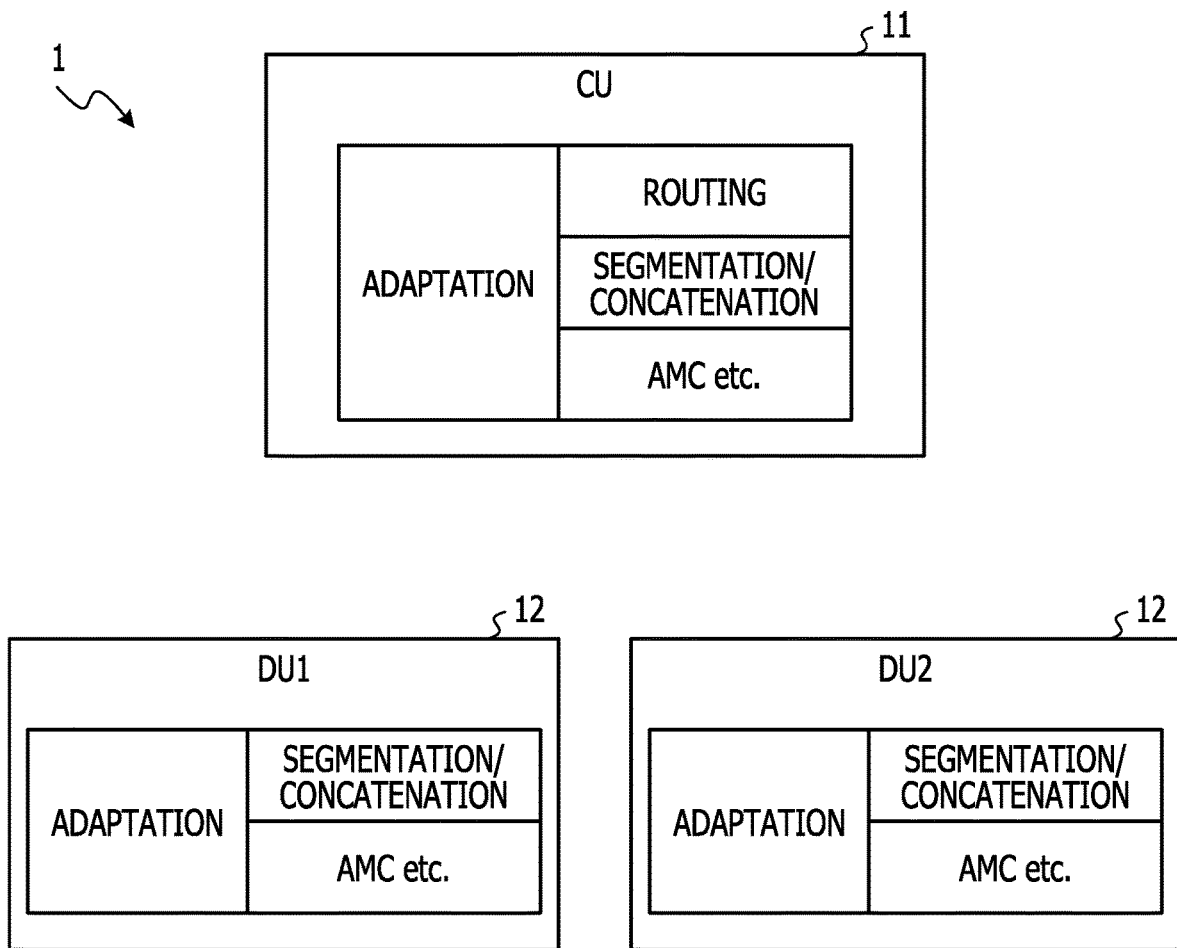 11
1
CU
ADAPTATION
ROUTING
SEGMENTATION/
CONCATENATION
AMC etc.
12
DU1
ADAPTATION
SEGMENTATION/
CONCATENATION
AMC etc.
12
DU2
ADAPTATION
SEGMENTATION/
CONCATENATION
AMC etc.